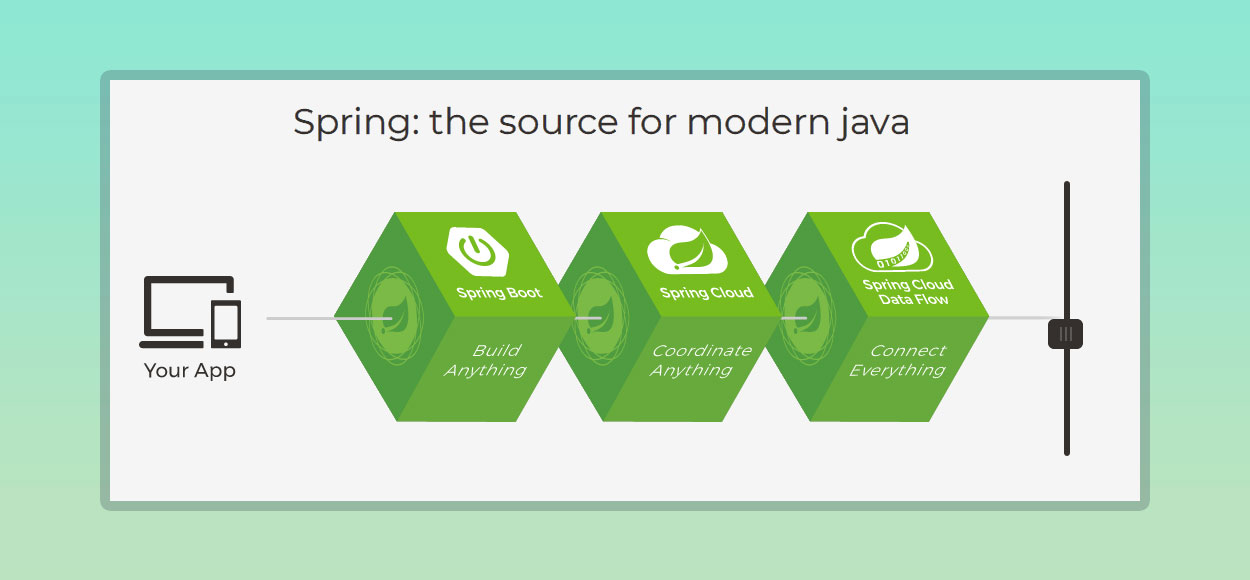 Spring: the source for modern java
Spring Boot
Spring Cloud
Spring Cloud
Data Flow
Build
Anything
Coordinate
Anything
Connect
Everything
Your App